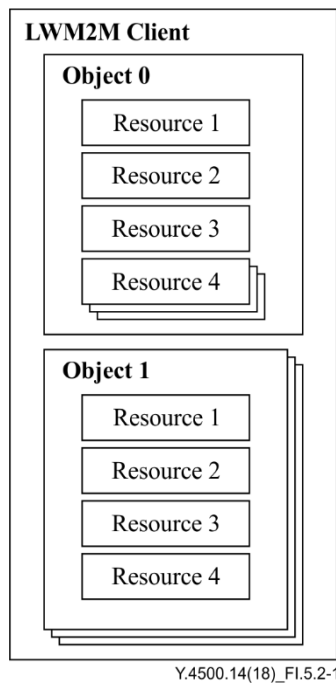 LWM2M Client
Object 0
Resource 1
Resource 2
Resource 3
Resource 4
Object 1
Resource 1
Resource 2
Resource 3
Resource 4
Y.4500.14(18)_FI.5.2-1